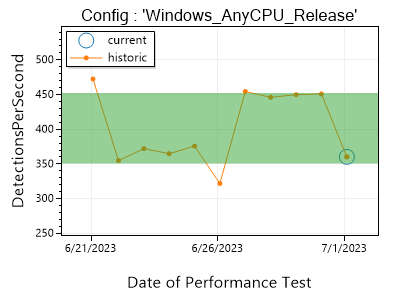 Config : 'Windows_AnyCPU_Release'
current
historic
DetectionsPerSecond
500
450
400
350
300
250
6/21/2023
6/26/2023
7/1/2023
Date of Performance Test